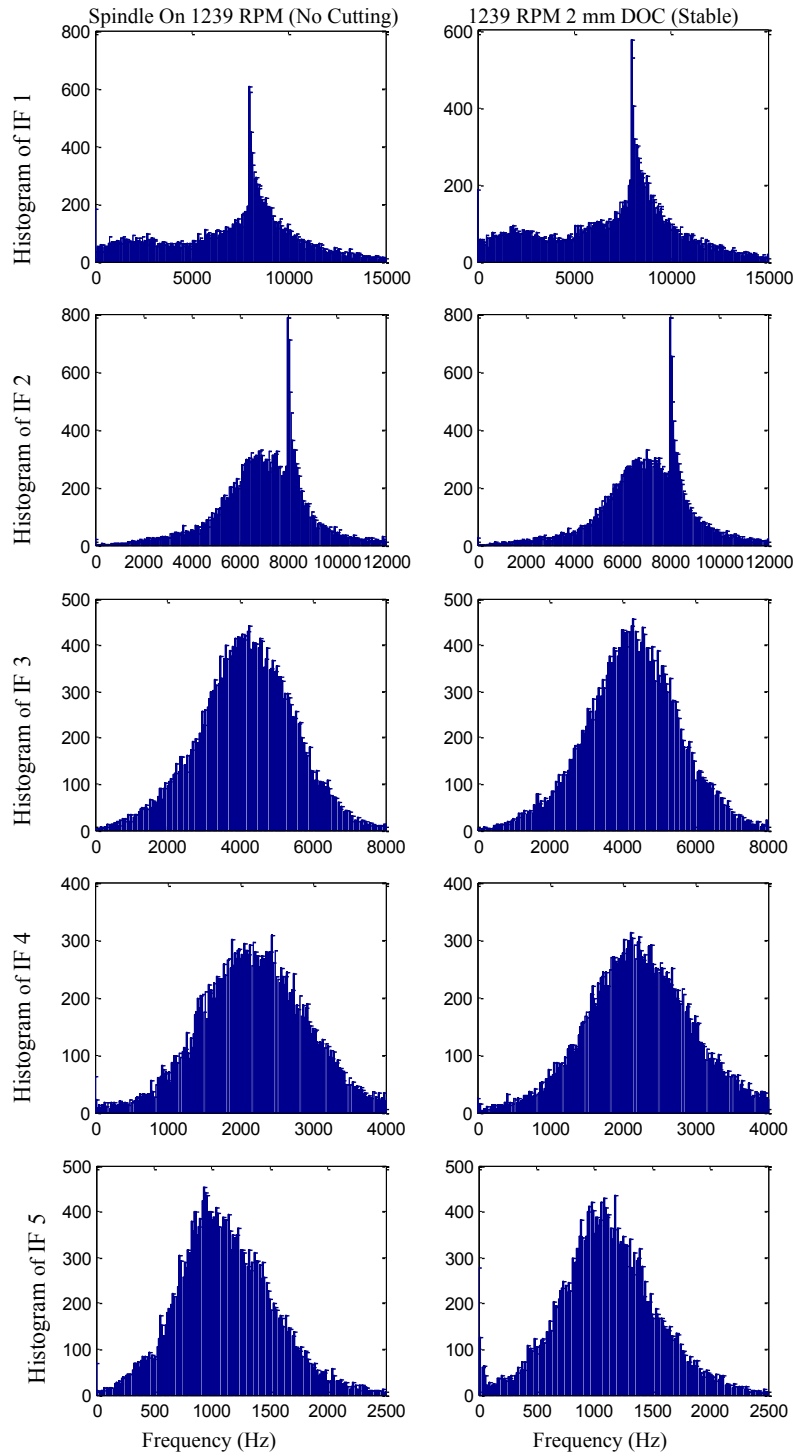 Spindle On 1239 RPM (No Cutting)
1239 RPM 2 mm DOC (Stable)
Histogram of IF 1
800
600
400
200
0
0 5000 10000 15000
600
400
200
0
0 5000 10000 15000
Histogram of IF 2
800
600
400
200
0
0 2000 4000 6000 8000 10000 12000
800
600
400
200
0
0 2000 4000 6000 8000 10000 12000
Histogram of IF 3
500
400
300
200
100
0
0 2000 4000 6000 8000
500
400
300
200
100
0
0 2000 4000 6000 8000
Histogram of IF 4
400
300
200
100
0
0 1000 2000 3000 4000
400
300
200
100
0
0 1000 2000 3000 4000
Histogram of IF 5
500
400
300
200
100
0
0 500 1000 1500 2000 2500
500
400
300
200
100
0
0 500 1000 1500 2000 2500
Frequency (Hz)
Frequency (Hz)